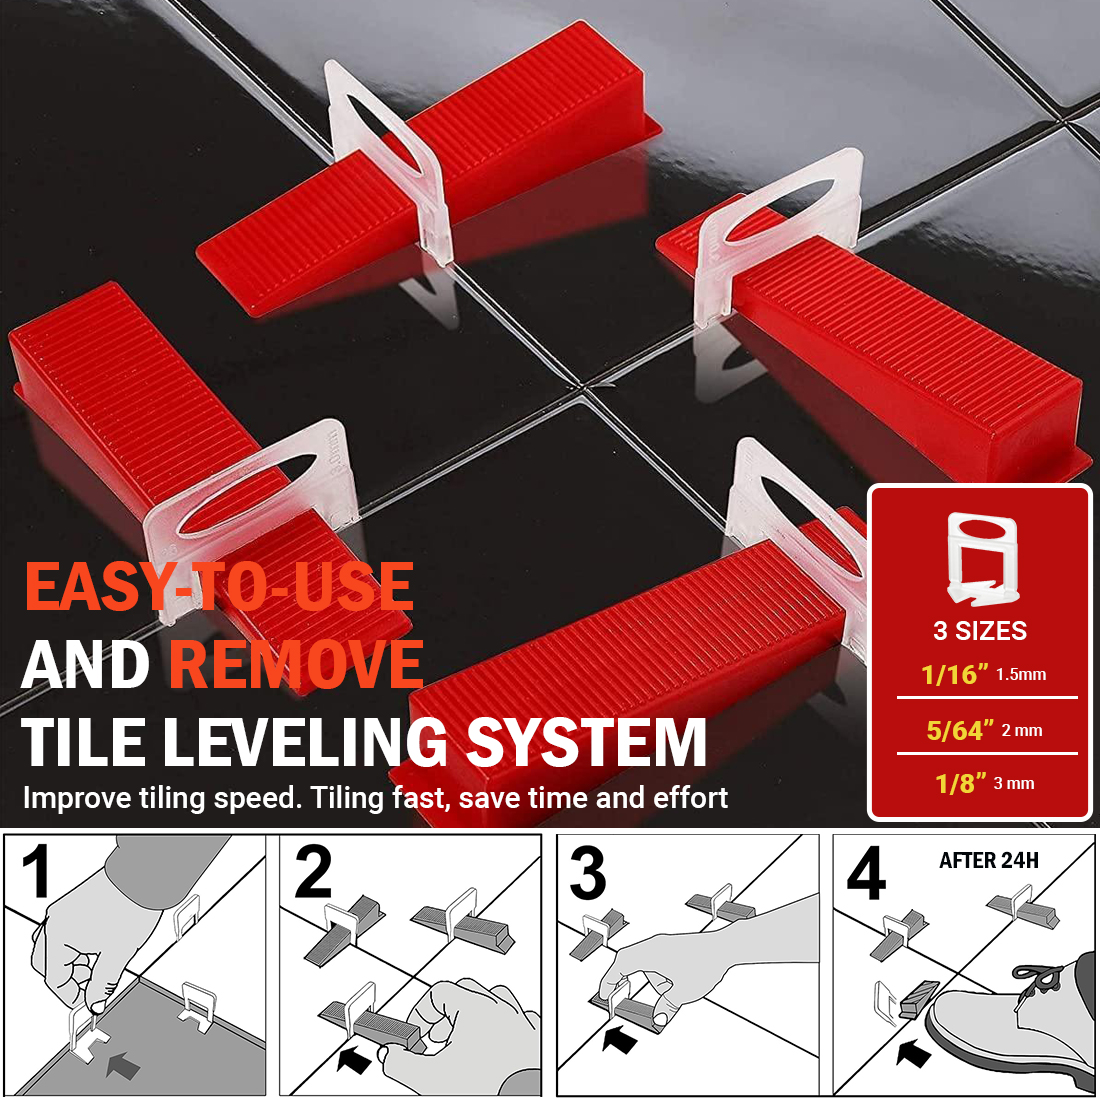 EASY-TO-USE
AND REMOVE
TILE LEVELING SYSTEM
Improve tiling speed. Tiling fast, save time and effort
3 SIZES
1/16” 1.5mm
5/64” 2 mm
1/8” 3 mm
1
2
3
4
AFTER 24H